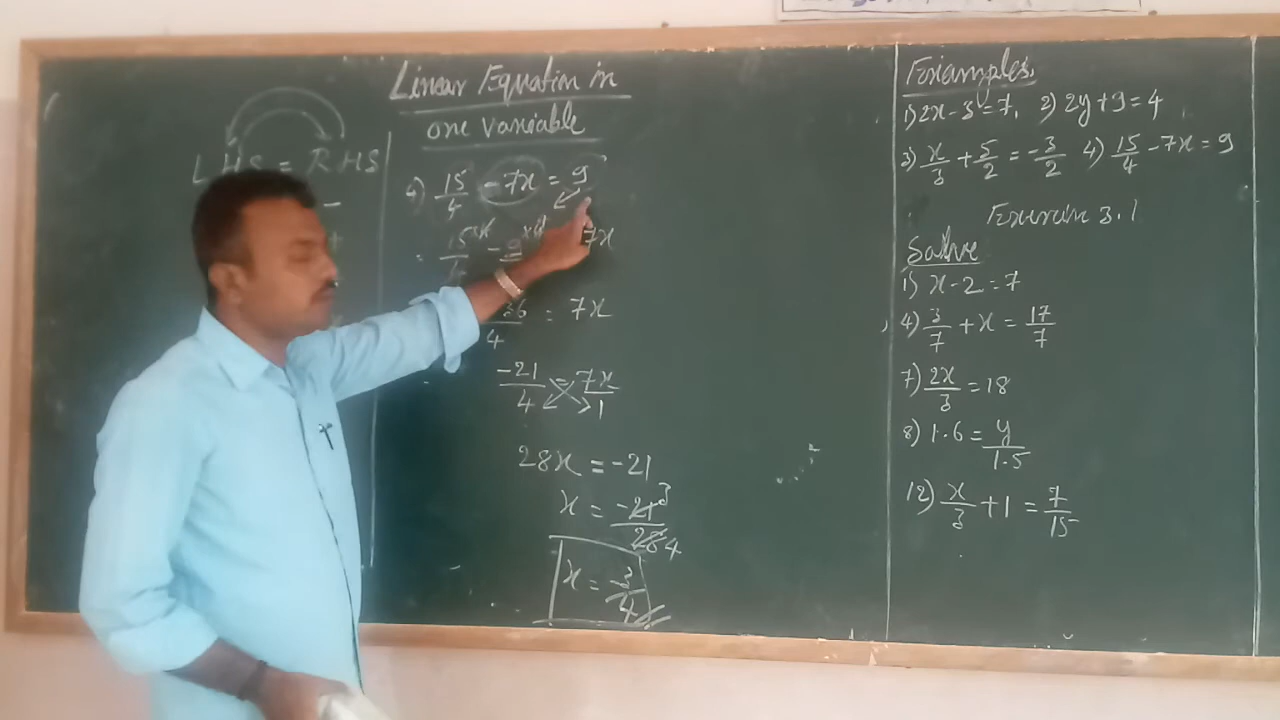 LHS = RHS
−
+
Linear Equation in
one variable
4) 15/4 − 7x = 9
15/4 − 9 7x
36/4 = 7x
−21/4 = 7x/1
28x = −21
x = −21/28 3 4
x = −3/4
Examples,
1) 2x − 3 = 7, 2) 2y + 9 = 4
3) x/3 + 5/2 = −3/2 4) 15/4 − 7x = 9
Exercise 3.1
Solve
1) x − 2 = 7
4) 3/7 + x = 17/7
7) 2x/3 = 18
8) 1.6 = y/1.5
12) x/3 + 1 = 7/15